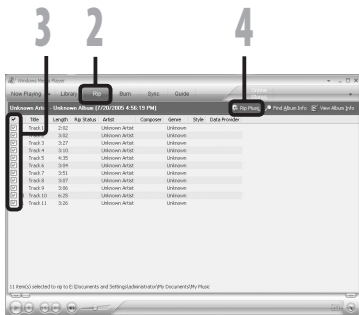 3 2 4
Windows Media Player
Now Playing Library Rip Burn Sync Guide
Unknown Artist - Unknown Album (7/20/2005 4:56:19 PM) Rip Music Find Album Info View Album Info
Title Length Rip Status Artist Composer Genre Style Data Provider
Track 1 2:02 Unknown Artist Unknown
3:02 Unknown Artist Unknown
Track 3 3:27 Unknown Artist Unknown
Track 4 3:10 Unknown Artist Unknown
Track 5 4:35 Unknown Artist Unknown
Track 6 3:04 Unknown Artist Unknown
Track 7 3:51 Unknown Artist Unknown
Track 8 3:07 Unknown Artist Unknown
Track 9 3:06 Unknown Artist Unknown
Track 10 6:25 Unknown Artist Unknown
Track 11 3:26 Unknown Artist Unknown
11 item(s) selected to rip to E:\Documents and Settings\administrator\My Documents\My Music